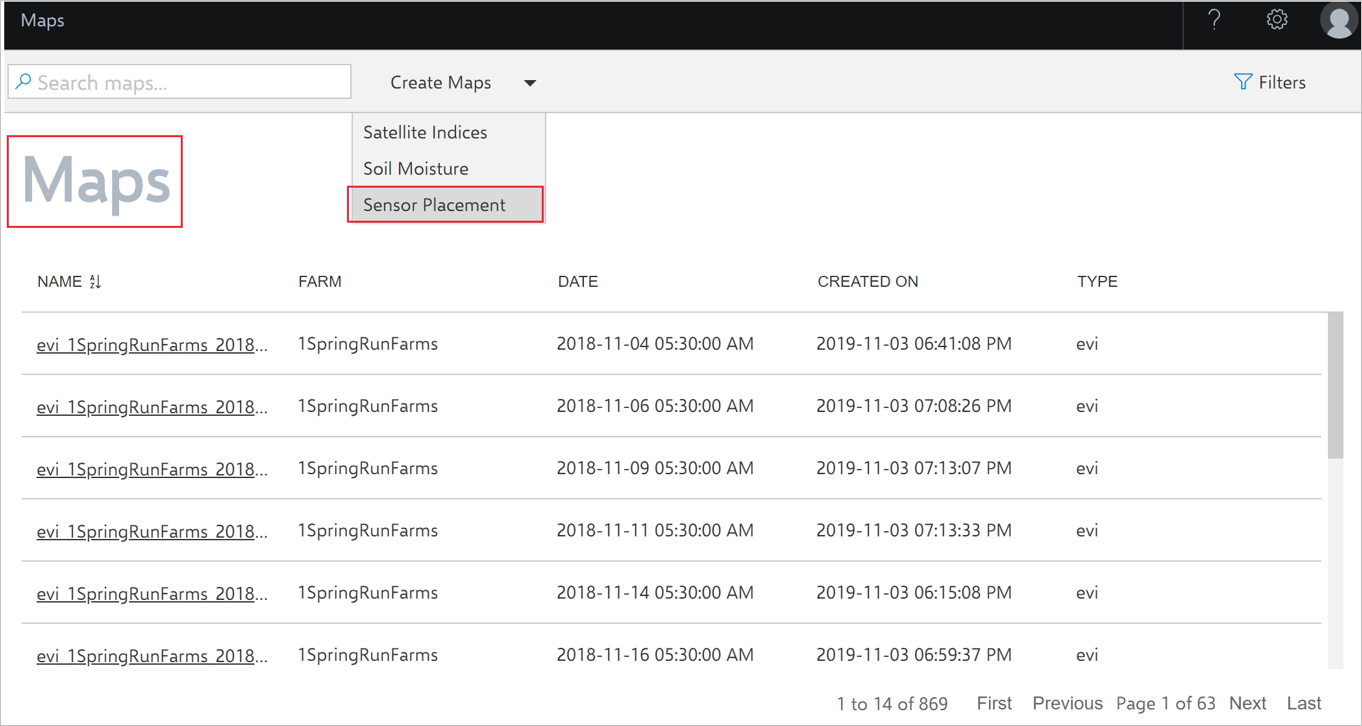 Maps
?
Search maps...
Create Maps
Filters
Satellite Indices
Soil Moisture
Sensor Placement
Maps
NAME FARM DATE CREATED ON TYPE
evi_1SpringRunFarms_2018... 1SpringRunFarms 2018-11-04 05:30:00 AM 2019-11-03 06:41:08 PM evi
evi_1SpringRunFarms_2018... 1SpringRunFarms 2018-11-06 05:30:00 AM 2019-11-03 07:08:26 PM evi
evi_1SpringRunFarms_2018... 1SpringRunFarms 2018-11-09 05:30:00 AM 2019-11-03 07:13:07 PM evi
evi_1SpringRunFarms_2018... 1SpringRunFarms 2018-11-11 05:30:00 AM 2019-11-03 07:13:33 PM evi
evi_1SpringRunFarms_2018... 1SpringRunFarms 2018-11-14 05:30:00 AM 2019-11-03 06:15:08 PM evi
evi_1SpringRunFarms_2018... 1SpringRunFarms 2018-11-16 05:30:00 AM 2019-11-03 06:59:37 PM evi
1 to 14 of 869 First Previous Page 1 of 63 Next Last